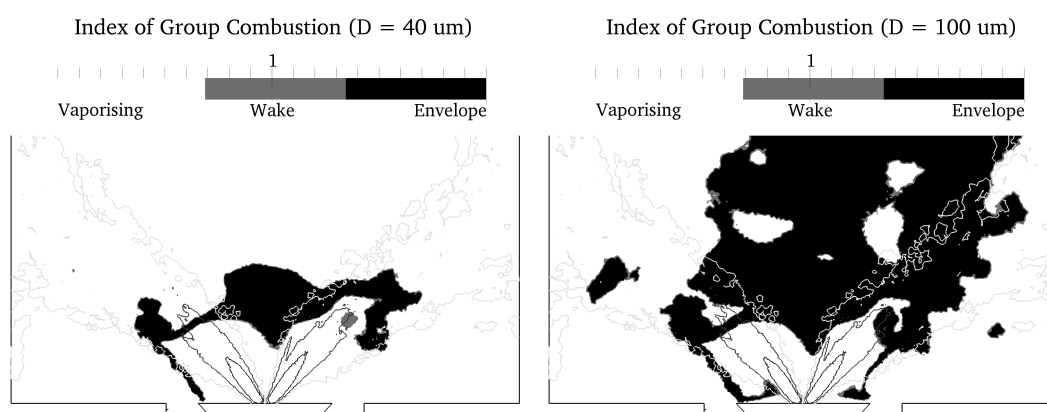 Index of Group Combustion (D = 40 um)
1
Vaporising Wake Envelope
Index of Group Combustion (D = 100 um)
1
Vaporising Wake Envelope